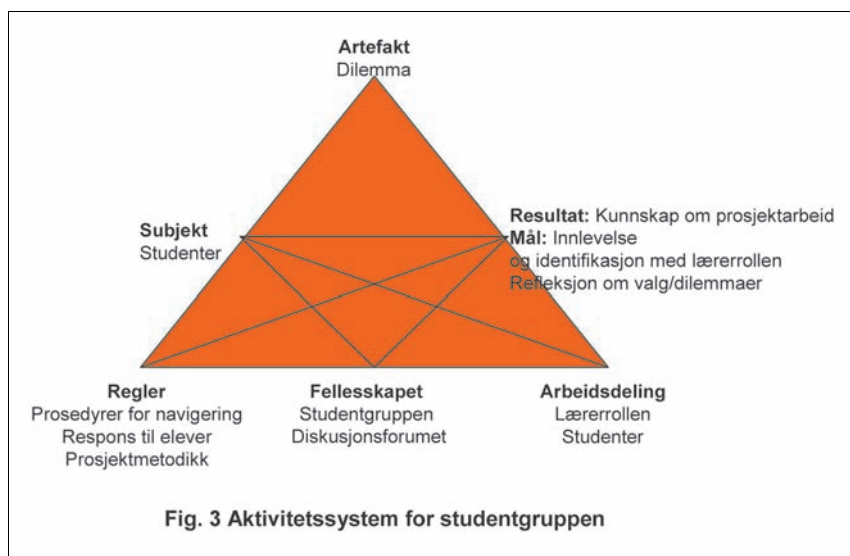 Artefakt
Dilemma
Subjekt
Studenter
Resultat: Kunnskap om prosjektarbeid
Mål: Innlevelse
og identifikasjon med lærerrollen
Refleksjon om valg/dilemmaer
Regler
Prosedyrer for navigering
Respons til elever
Prosjektmetodikk
Fellesskapet
Studentgruppen
Diskusjonsforumet
Arbeidsdeling
Lærerrollen
Studenter
Fig. 3 Aktivitetssystem for studentgruppen